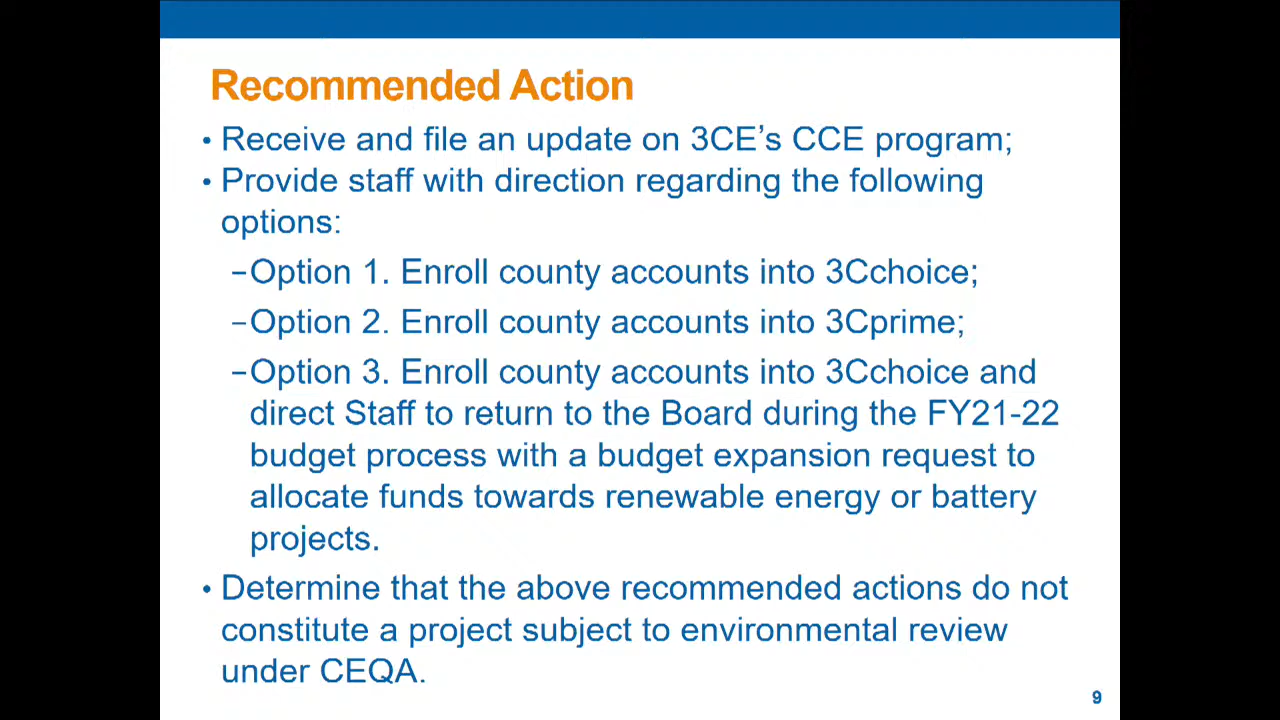 Recommended Action
• Receive and file an update on 3CE's CCE program;
• Provide staff with direction regarding the following
options:
–Option 1. Enroll county accounts into 3Cchoice;
–Option 2. Enroll county accounts into 3Cprime;
–Option 3. Enroll county accounts into 3Cchoice and
direct Staff to return to the Board during the FY21-22
budget process with a budget expansion request to
allocate funds towards renewable energy or battery
projects.
• Determine that the above recommended actions do not
constitute a project subject to environmental review
under CEQA.
9